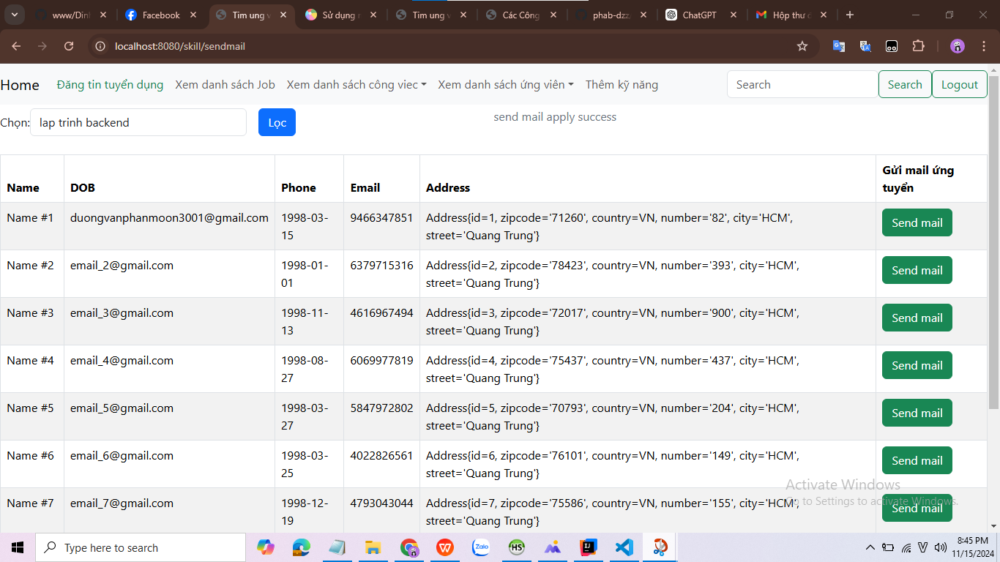 www/Dinh
Facebook
Tim ung v
Sử dụng n
Tim ung v
Các Công
phab-dzz/
ChatGPT
Hộp thư đ
localhost:8080/skill/sendmail
Home Đăng tin tuyển dụng Xem danh sách Job Xem danh sách công viec Xem danh sách ứng viên Thêm kỹ năng Search Search Logout
Chọn: lap trinh backend Lọc send mail apply success
Name DOB Phone Email Address Gửi mail ứng
tuyển
Name #1 duongvanphanmoon3001@gmail.com 1998-03- 9466347851 Address{id=1, zipcode='71260', country=VN, number='82', city='HCM', Send mail
15 street='Quang Trung'}
Name #2 email_2@gmail.com 1998-01- 6379715316 Address{id=2, zipcode='78423', country=VN, number='393', city='HCM', Send mail
01 street='Quang Trung'}
Name #3 email_3@gmail.com 1998-11- 4616967494 Address{id=3, zipcode='72017', country=VN, number='900', city='HCM', Send mail
13 street='Quang Trung'}
Name #4 email_4@gmail.com 1998-08- 6069977819 Address{id=4, zipcode='75437', country=VN, number='437', city='HCM', Send mail
27 street='Quang Trung'}
Name #5 email_5@gmail.com 1998-03- 5847972802 Address{id=5, zipcode='70793', country=VN, number='204', city='HCM', Send mail
27 street='Quang Trung'}
Name #6 email_6@gmail.com 1998-03- 4022826561 Address{id=6, zipcode='76101', country=VN, number='149', city='HCM', Send mail
25 street='Quang Trung'}
Name #7 email_7@gmail.com 1998-12- 4793043044 Address{id=7, zipcode='75586', country=VN, number='155', city='HCM', Send mail
19 street='Quang Trung'}
Activate Windows
Go to Settings to activate Windows.
Type here to search
Zalo
HS
8:45 PM
11/15/2024